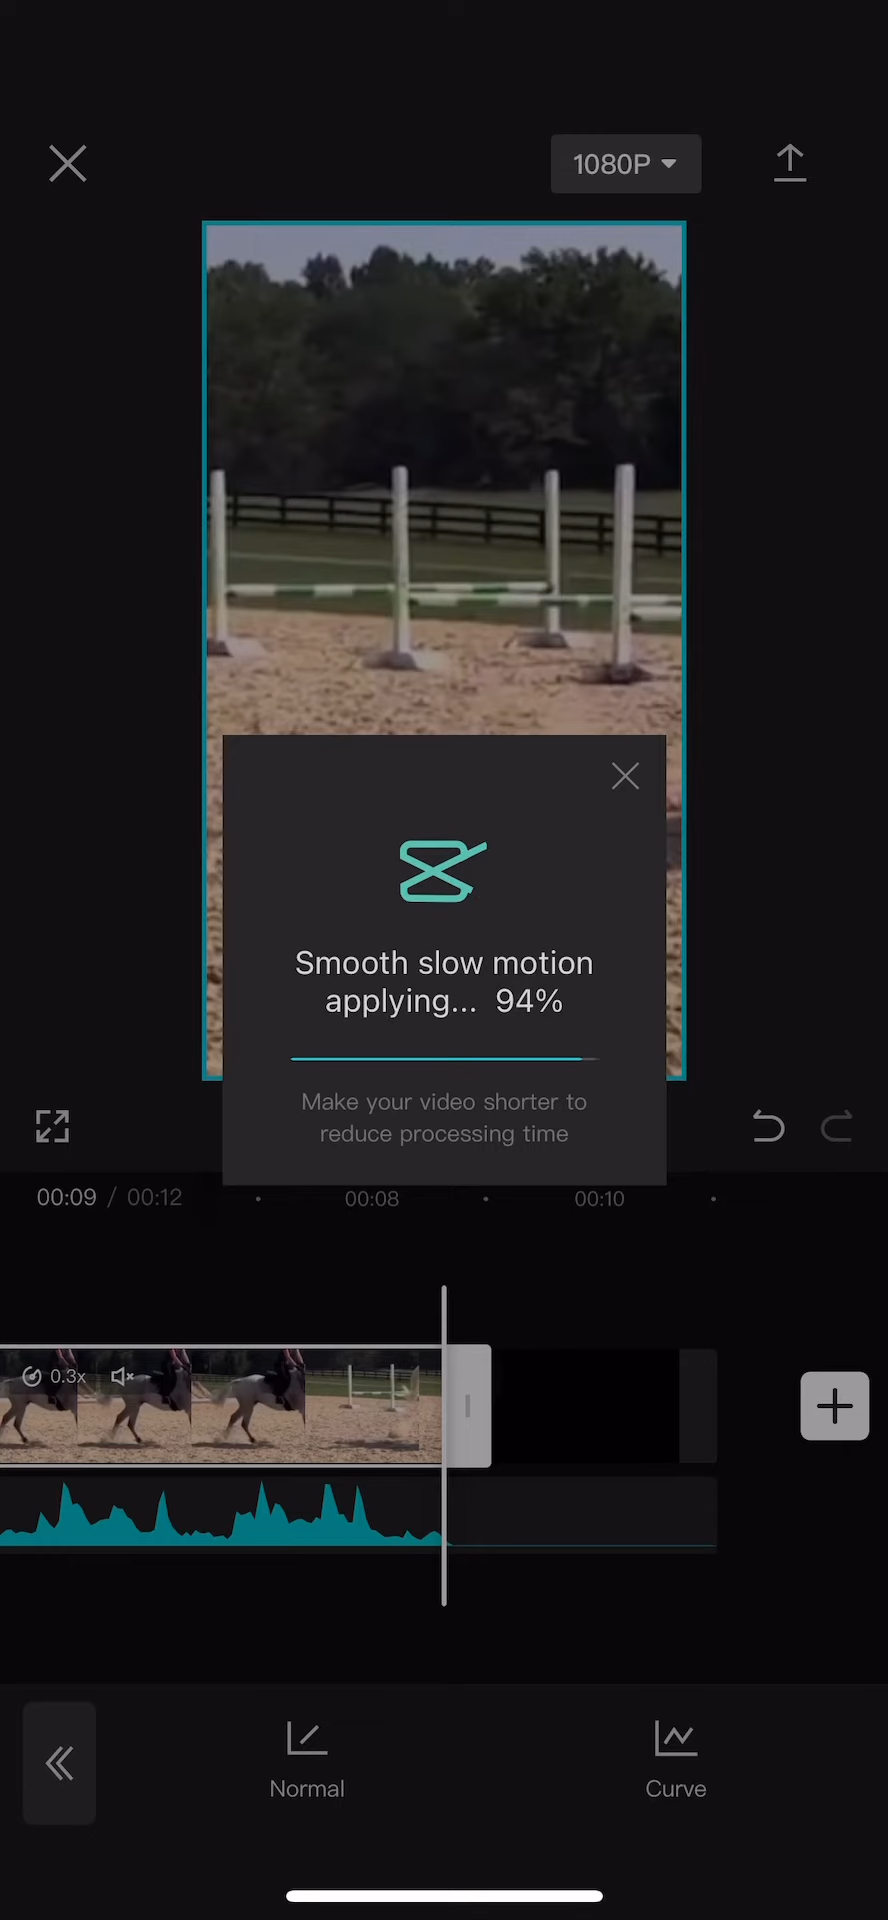 1080P
Smooth slow motion
applying... 94%
Make your video shorter to
reduce processing time
00:09 / 00:12
00:08
00:10
0.3x
Normal
Curve